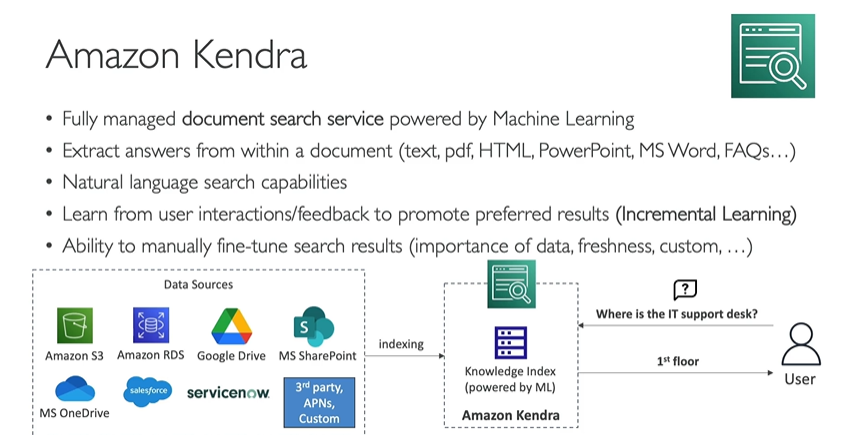 Amazon Kendra
• Fully managed document search service powered by Machine Learning
• Extract answers from within a document (text, pdf, HTML, PowerPoint, MS Word, FAQs…)
• Natural language search capabilities
• Learn from user interactions/feedback to promote preferred results (Incremental Learning)
• Ability to manually fine-tune search results (importance of data, freshness, custom, …)
Data Sources
Amazon S3
Amazon RDS
Google Drive
S
MS SharePoint
MS OneDrive
salesforce
servicenow.
3rd party,
APNs,
Custom
indexing
Knowledge Index
(powered by ML)
Amazon Kendra
?
Where is the IT support desk?
1st floor
User